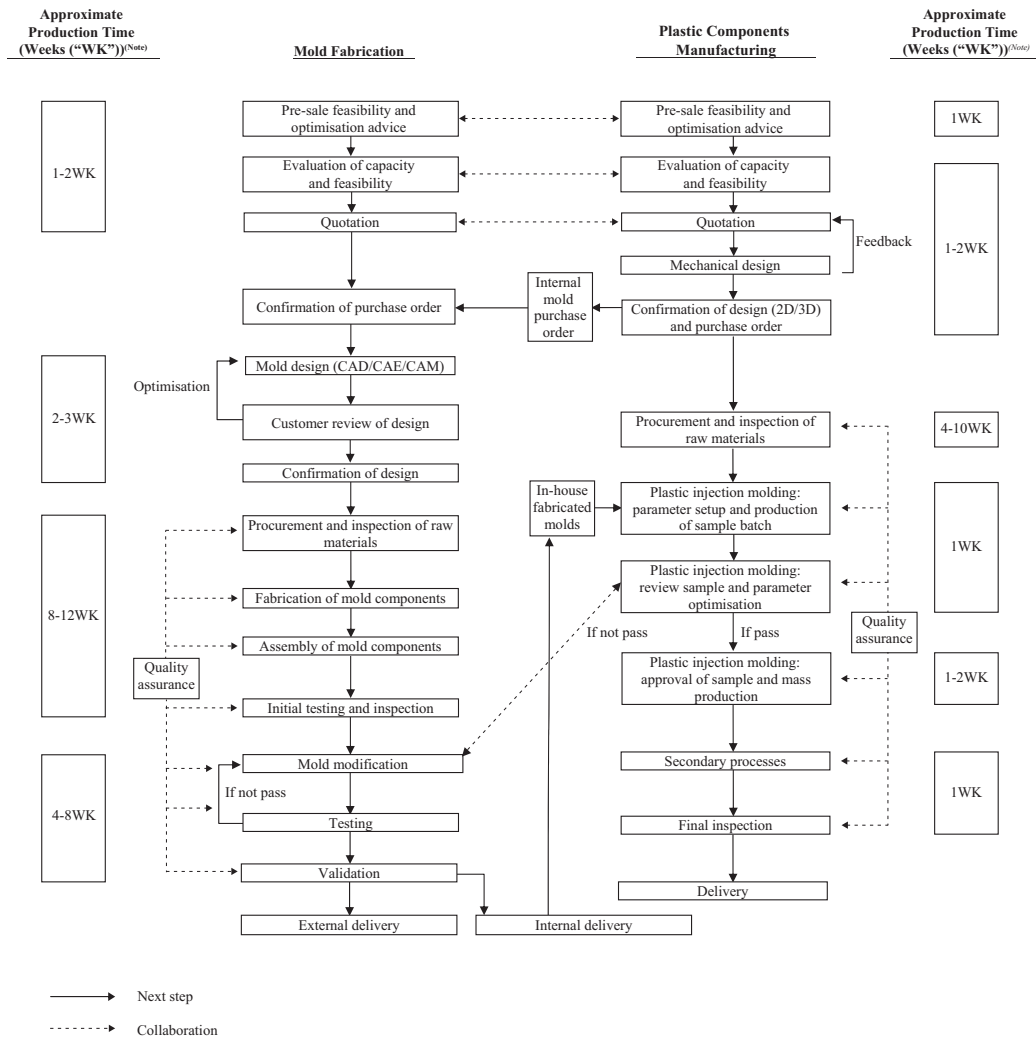 Approximate
Production Time
(Weeks (“WK”))(Note)
Mold Fabrication
Plastic Components
Manufacturing
Approximate
Production Time
(Weeks (“WK”))(Note)
1-2WK
Pre-sale feasibility and
optimisation advice
Evaluation of capacity
and feasibility
Quotation
Confirmation of purchase order
Internal
mold
purchase
order
Pre-sale feasibility and
optimisation advice
Evaluation of capacity
and feasibility
Quotation
Feedback
Mechanical design
Confirmation of design (2D/3D)
and purchase order
1WK
1-2WK
2-3WK
Optimisation
Mold design (CAD/CAE/CAM)
Customer review of design
Confirmation of design
Procurement and inspection of
raw materials
4-10WK
8-12WK
Quality
assurance
Procurement and inspection of raw
materials
Fabrication of mold components
Assembly of mold components
Initial testing and inspection
In-house
fabricated
molds
Plastic injection molding:
parameter setup and production
of sample batch
Plastic injection molding:
review sample and parameter
optimisation
1WK
If not pass
If pass
Quality
assurance
Plastic injection molding:
approval of sample and mass
production
1-2WK
4-8WK
Mold modification
If not pass
Testing
Validation
External delivery
Internal delivery
Secondary processes
Final inspection
1WK
Delivery
Next step
Collaboration